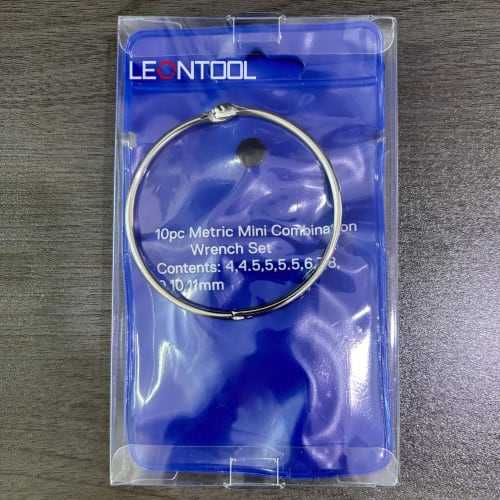 LEONTOOL
10pc Metric Mini Combination
Wrench Set
Contents: 4,4.5,5,5.5,6,7,8,
9,10,11mm